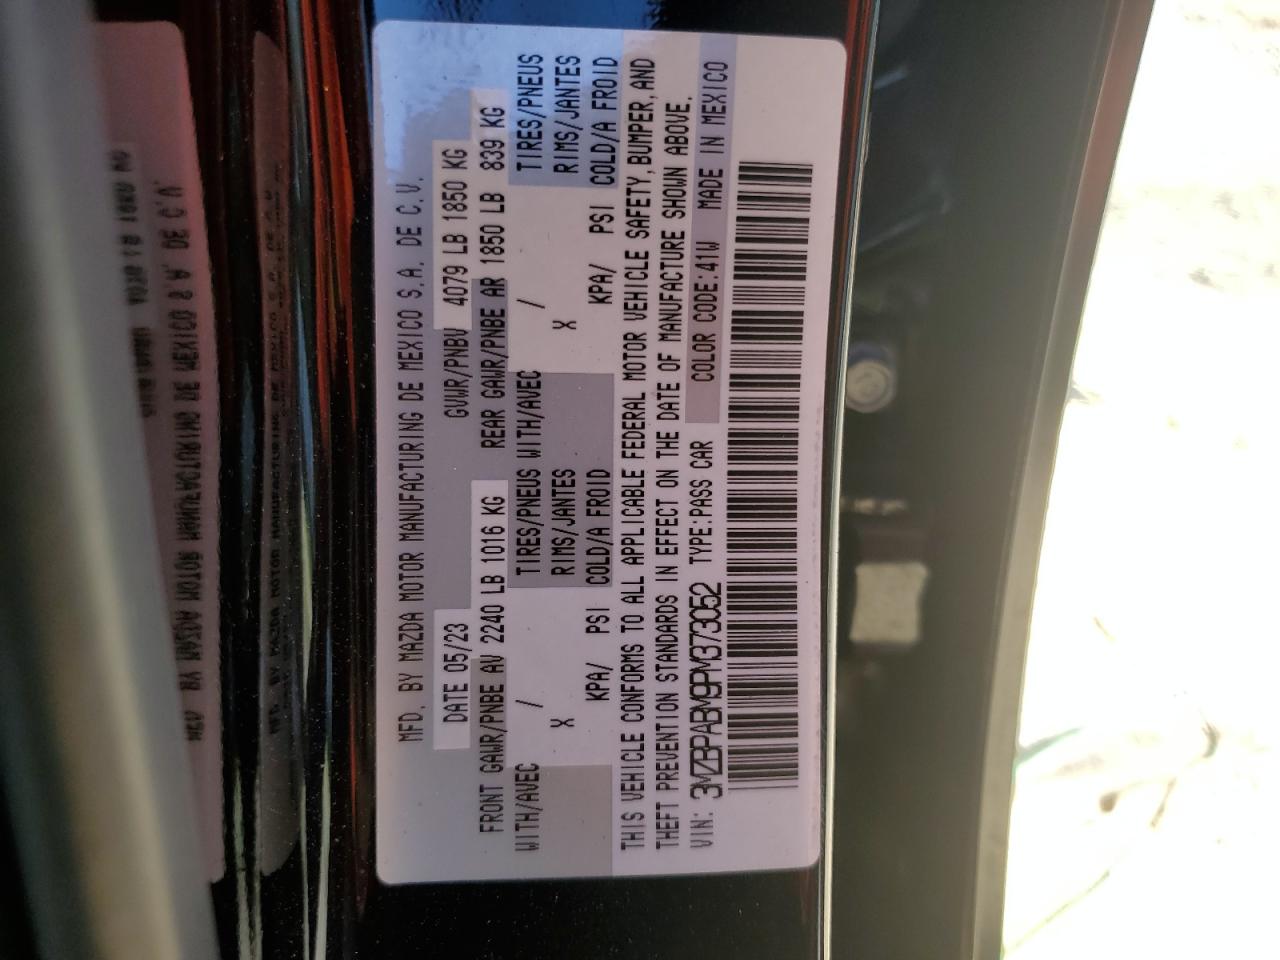 MFD. BY MAZDA MOTOR MANUFACTURING DE MEXICO S.A. DE C.V.
DATE 05/23 GVWR/PNBV 4079 LB 1850 KG
FRONT GAWR/PNBE AV 2240 LB 1016 KG REAR GAWR/PNBE AR 1850 LB 839 KG
WITH/AVEC / TIRES/PNEUS WITH/AVEC / TIRES/PNEUS
X RIMS/JANTES X RIMS/JANTES
KPA/ PSI COLD/A FROID KPA/ PSI COLD/A FROID
THIS VEHICLE CONFORMS TO ALL APPLICABLE FEDERAL MOTOR VEHICLE SAFETY, BUMPER, AND
THEFT PREVENTION STANDARDS IN EFFECT ON THE DATE OF MANUFACTURE SHOWN ABOVE.
VIN: 3MZBPABM9PM373052 TYPE:PASS CAR COLOR CODE:41W MADE IN MEXICO